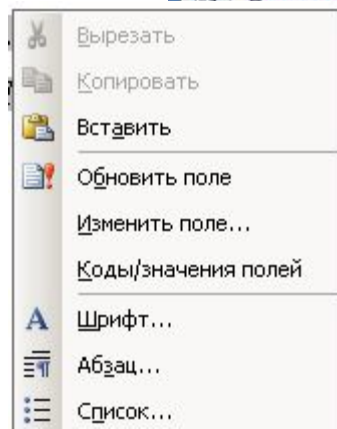 Вырезать
Копировать
Вставить
Обновить поле
Изменить поле...
Коды/значения полей
Шрифт...
Абзац...
Список...